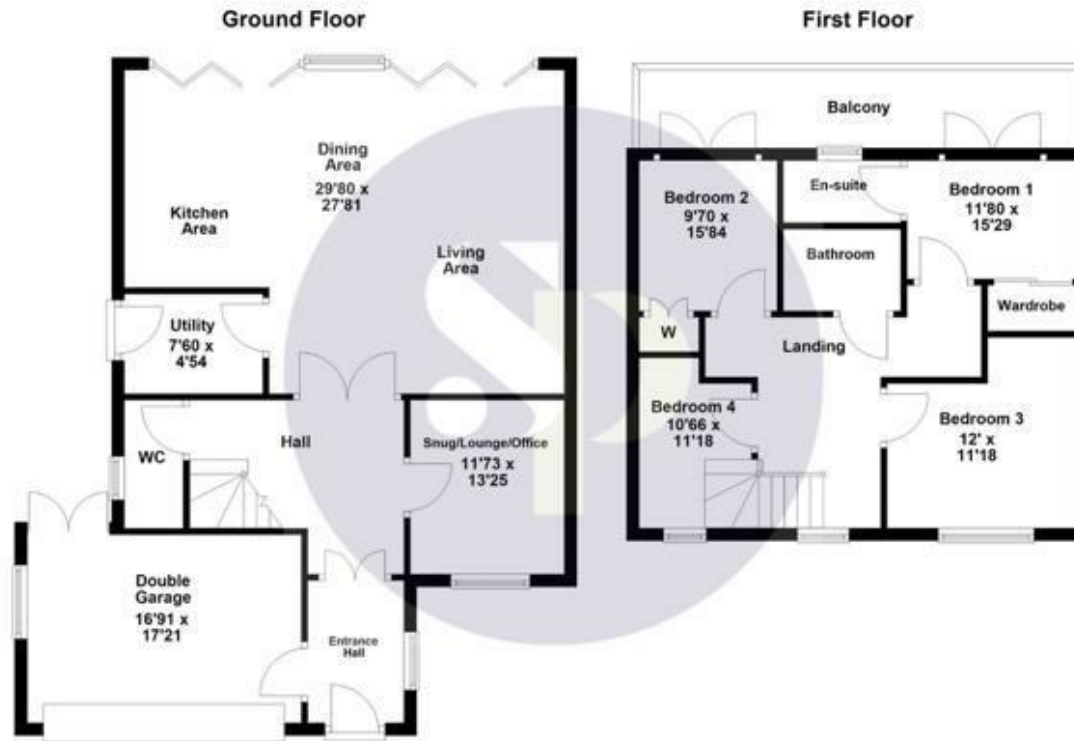 Ground Floor
Dining
Area
29'80 x
27'81
Kitchen
Area
Living
Area
Utility
7'60 x
4'54
Hall
WC
Snug/Lounge/Office
11'73 x
13'25
Double
Garage
16'91 x
17'21
Entrance
Hall
First Floor
Balcony
Bedroom 2
9'70 x
15'84
En-suite
Bedroom 1
11'80 x
15'29
Bathroom
Wardrobe
W
Landing
Bedroom 4
10'66 x
11'18
Bedroom 3
12' x
11'18